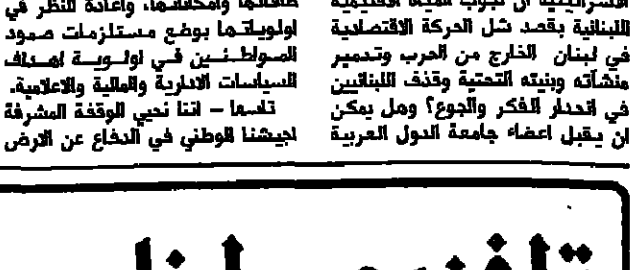 الاسرائيلية ان تجوب المياه الاقليمية
اللبنانية بقصد شل الحركة الاقتصادية
في لبنان الخارج من الحرب وتدمير
منشآته وبنيته التحتية وقذف اللبنانيين
في انحدار الفكر والجوع؟ وهل يمكن
ان يقبل اعضاء جامعة الدول العربية
طاقاتها وامكاناتها، واعادة النظر في
اولوياتها بوضع مستلزمات صمود
المواطنين في اولوية اهداف
السياسات الادارية والمالية والاعلامية.
تاسعا – اننا نحيي الوقفة المشرفة
لجيشنا الوطني في الدفاع عن الارض